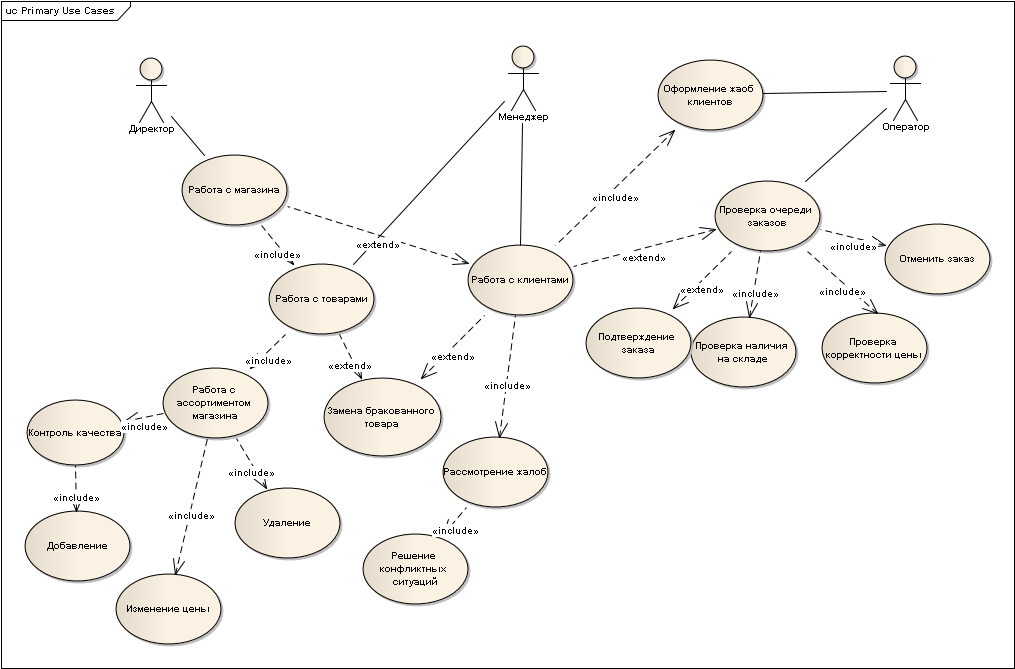 uc Primary Use Cases
Директор
Менеджер
Оператор
Оформление жаоб
клиентов
Работа с магазина
«include»
Проверка очереди
заказов
«extend»
«include»
«include»
«extend»
Отменить заказ
Работа с клиентами
Работа с товарами
«extend»
«include»
«include»
Подтверждение
заказа
Проверка наличия
на складе
Проверка
корректности цены
«include»
«extend»
«extend»
«include»
Работа с
ассортиментом
магазина
Замена бракованного
товара
Контроль качества
«include»
Рассмотрение жалоб
«include»
«include»
«include»
Удаление
«include»
Добавление
Решение
конфликтных
ситуаций
Изменение цены